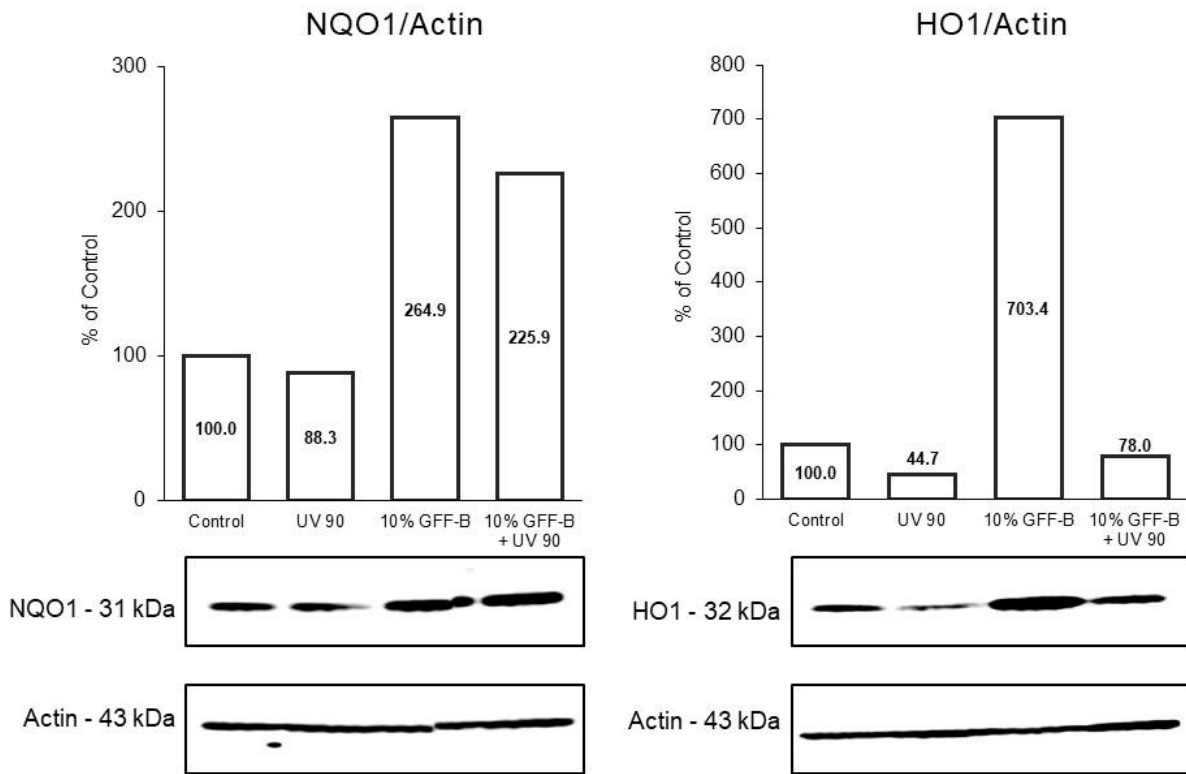 NQO1/Actin
% of Control
300
200
100
0
100.0
88.3
264.9
225.9
Control
UV 90
10% GFF-B
10% GFF-B
+ UV 90
NQO1 - 31 kDa
Actin - 43 kDa
HO1/Actin
% of Control
800
700
600
500
400
300
200
100
0
100.0
44.7
703.4
78.0
Control
UV 90
10% GFF-B
10% GFF-B
+ UV 90
HO1 - 32 kDa
Actin - 43 kDa